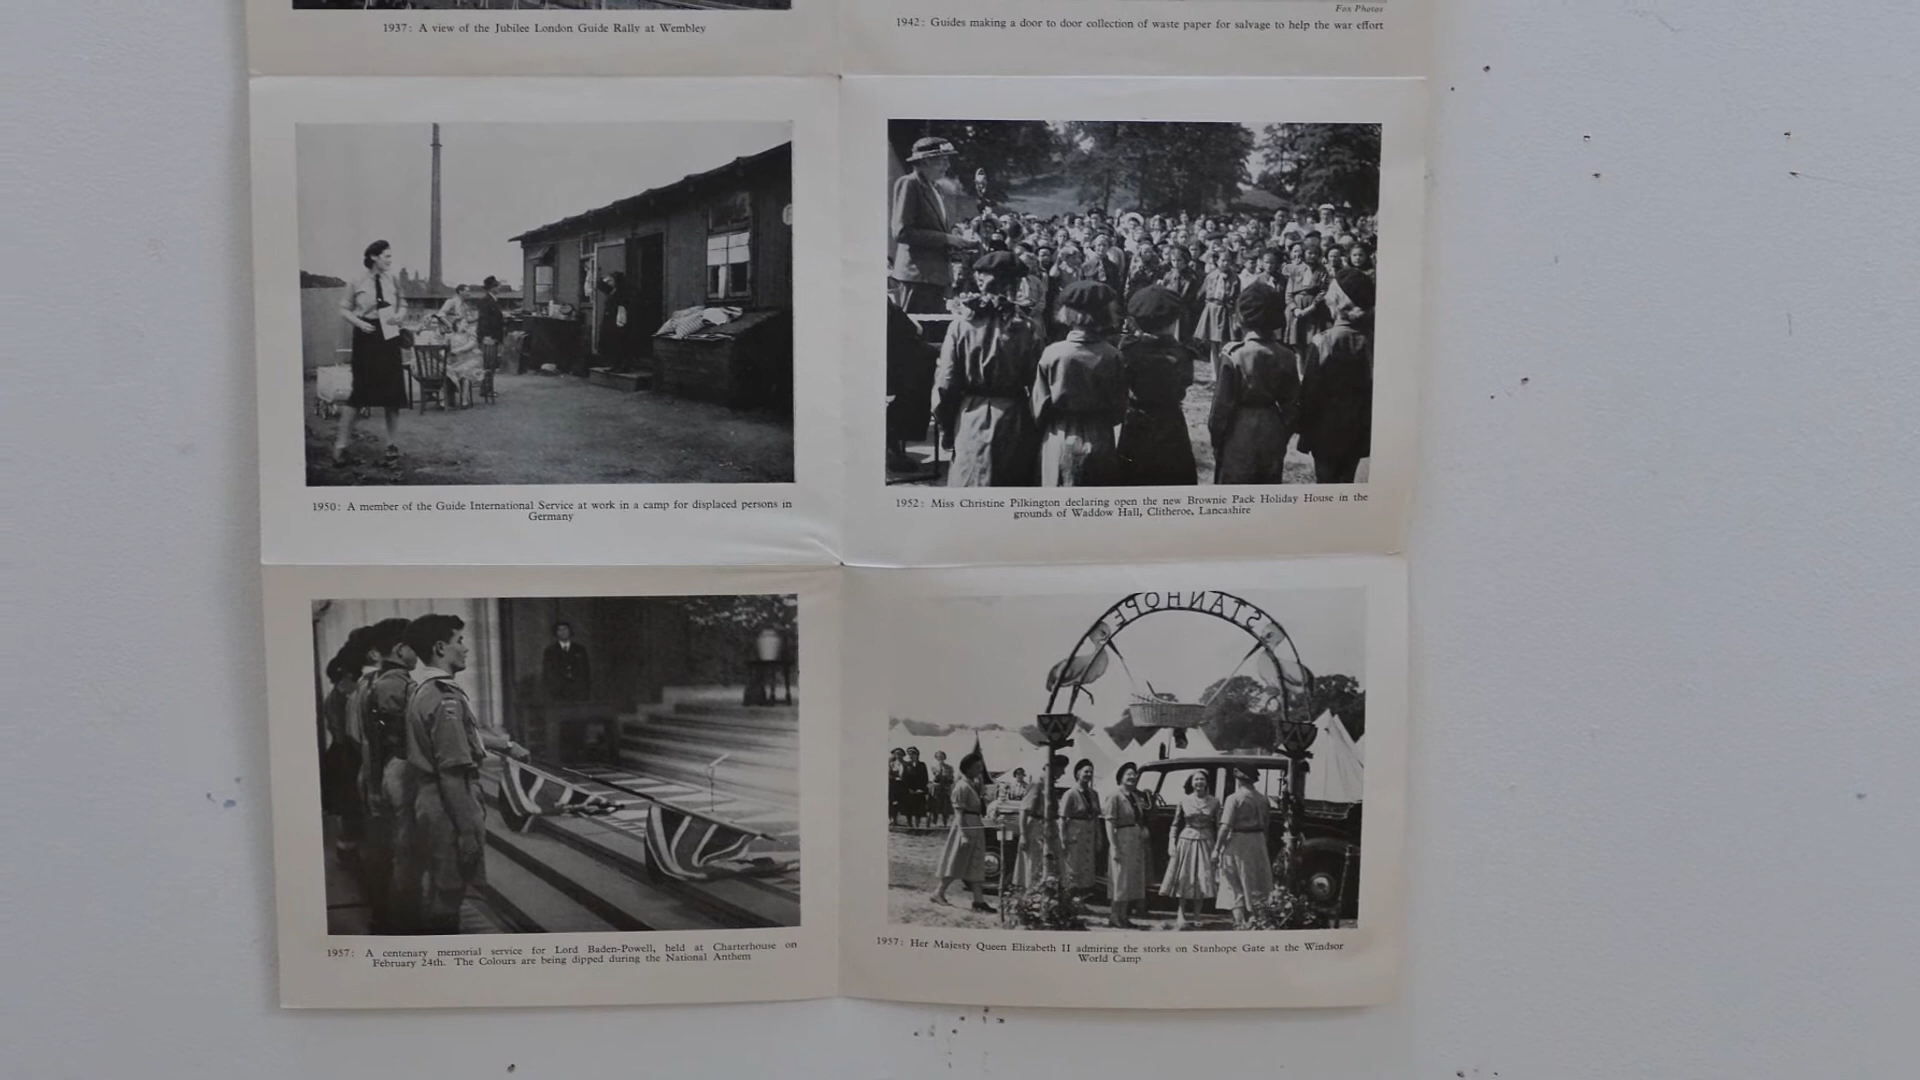 1937: A view of the Jubilee London Guide Rally at Wembley
Fox Photos
1942: Guides making a door to door collection of waste paper for salvage to help the war effort
1950: A member of the Guide International Service at work in a camp for displaced persons in
Germany
1952: Miss Christine Pilkington declaring open the new Brownie Pack Holiday House in the
grounds of Waddow Hall, Clitheroe, Lancashire
STANHOPE
1957: A centenary memorial service for Lord Baden-Powell, held at Charterhouse on
February 24th. The Colours are being dipped during the National Anthem
1957: Her Majesty Queen Elizabeth II admiring the storks on Stanhope Gate at the Windsor
World Camp